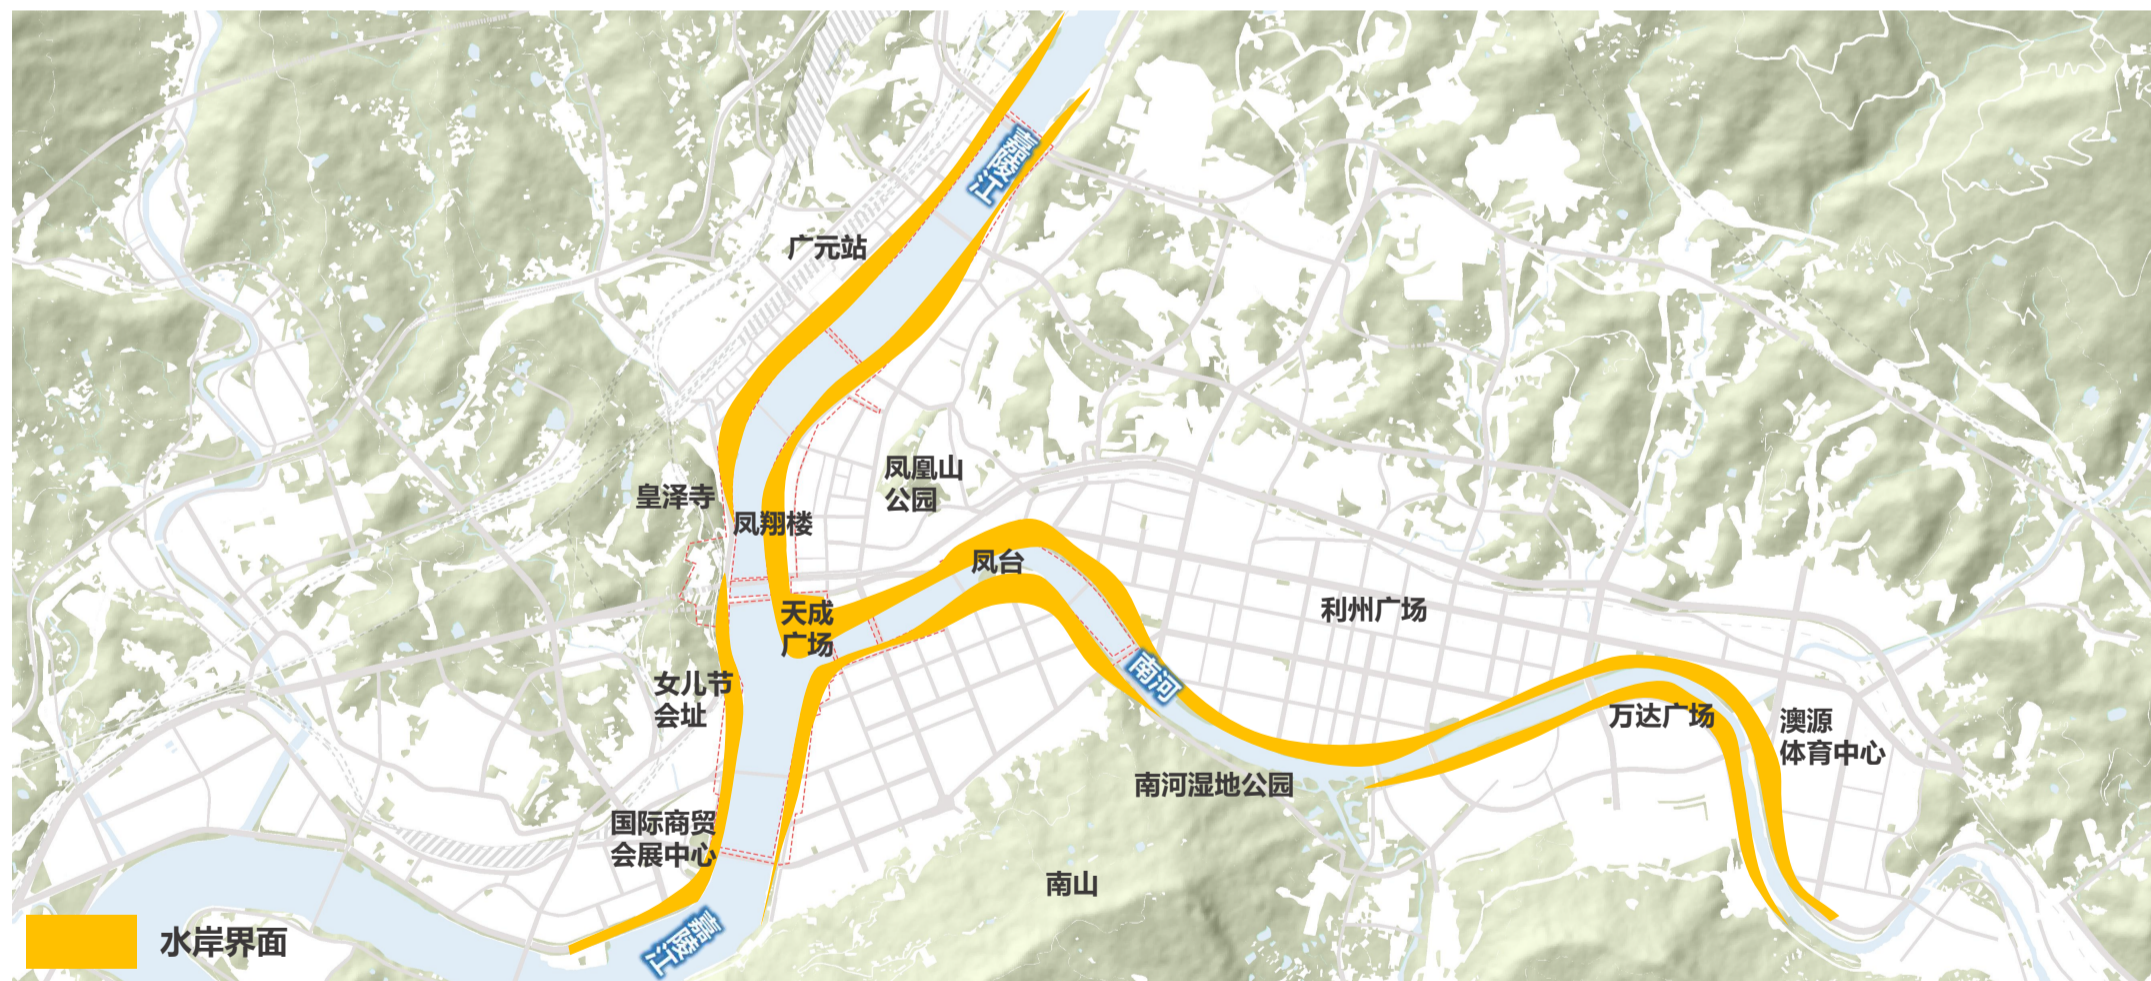 嘉陵江
广元站
凤凰山
公园
皇泽寺
凤翔楼
凤台
天成
广场
利州广场
南河
女儿节
会址
万达广场
澳源
体育中心
南河湿地公园
国际商贸
会展中心
南山
嘉陵江
水岸界面